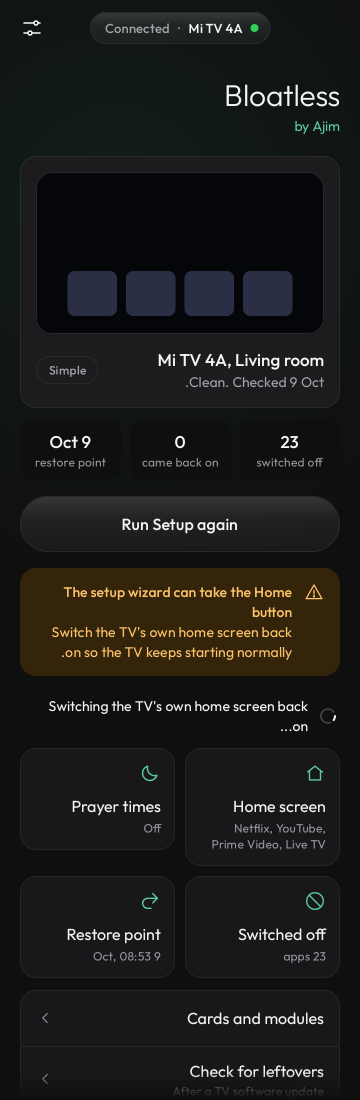 Connected · Mi TV 4A
Bloatless
by Ajim
Mi TV 4A, Living room
.Clean. Checked 9 Oct
Simple
Oct 9
restore point
0
came back on
23
switched off
Run Setup again
The setup wizard can take the Home
button
Switch the TV's own home screen back
.on so the TV keeps starting normally
Switching the TV's own home screen back
...on
Prayer times
Off
Home screen
Netflix, YouTube,
Prime Video, Live TV
Restore point
Oct, 08:53 9
Switched off
apps 23
Cards and modules
Check for leftovers
After a TV software update